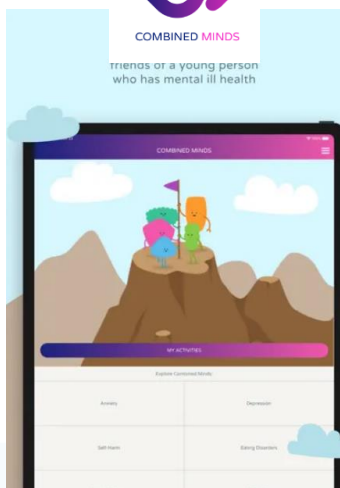 COMBINED MINDS
friends of a young person
who has mental ill health
COMBINED MINDS
MY ACTIVITIES
Explore Combined Minds
Anxiety
Depression
Self-Harm
Eating Disorders